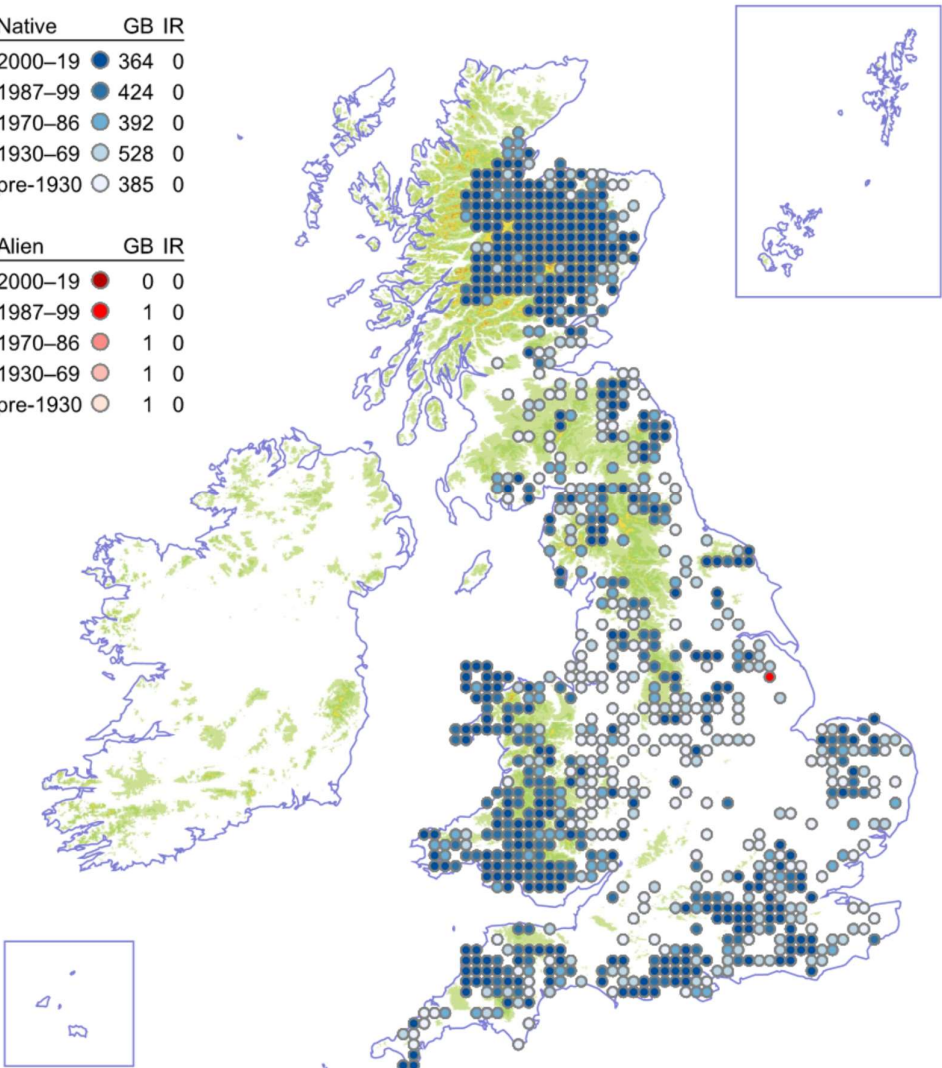 Native GB IR
2000–19 364 0
1987–99 424 0
1970–86 392 0
1930–69 528 0
pre-1930 385 0
Alien GB IR
2000–19 0 0
1987–99 1 0
1970–86 1 0
1930–69 1 0
pre-1930 1 0